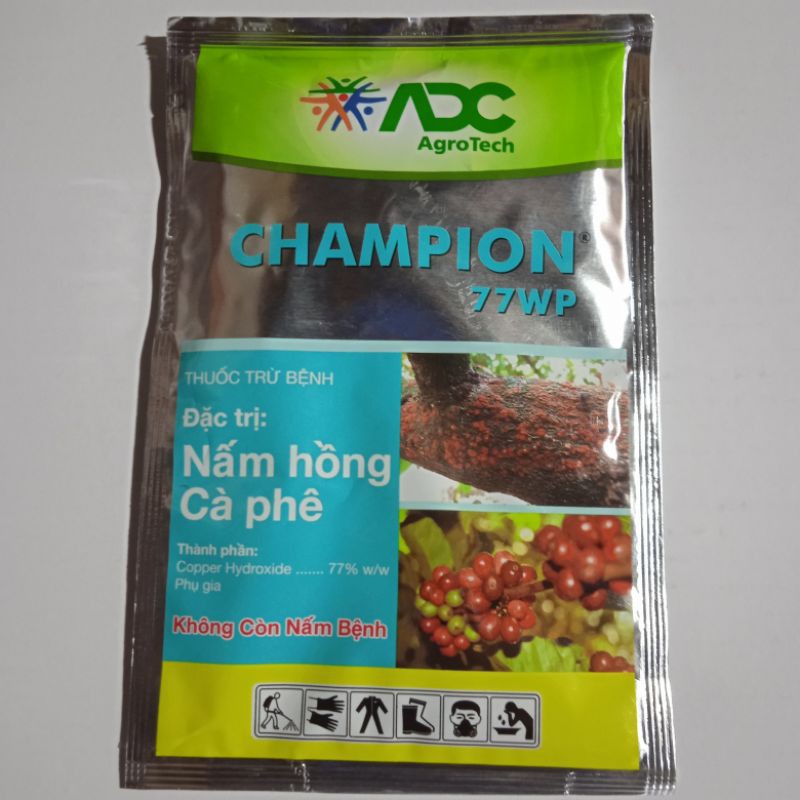 ADC
AgroTech
CHAMPION®
77WP
THUỐC TRỪ BỆNH
Đặc trị:
Nấm hồng
Cà phê
Thành phần:
Copper Hydroxide ....... 77% w/w
Phụ gia
Không Còn Nấm Bệnh